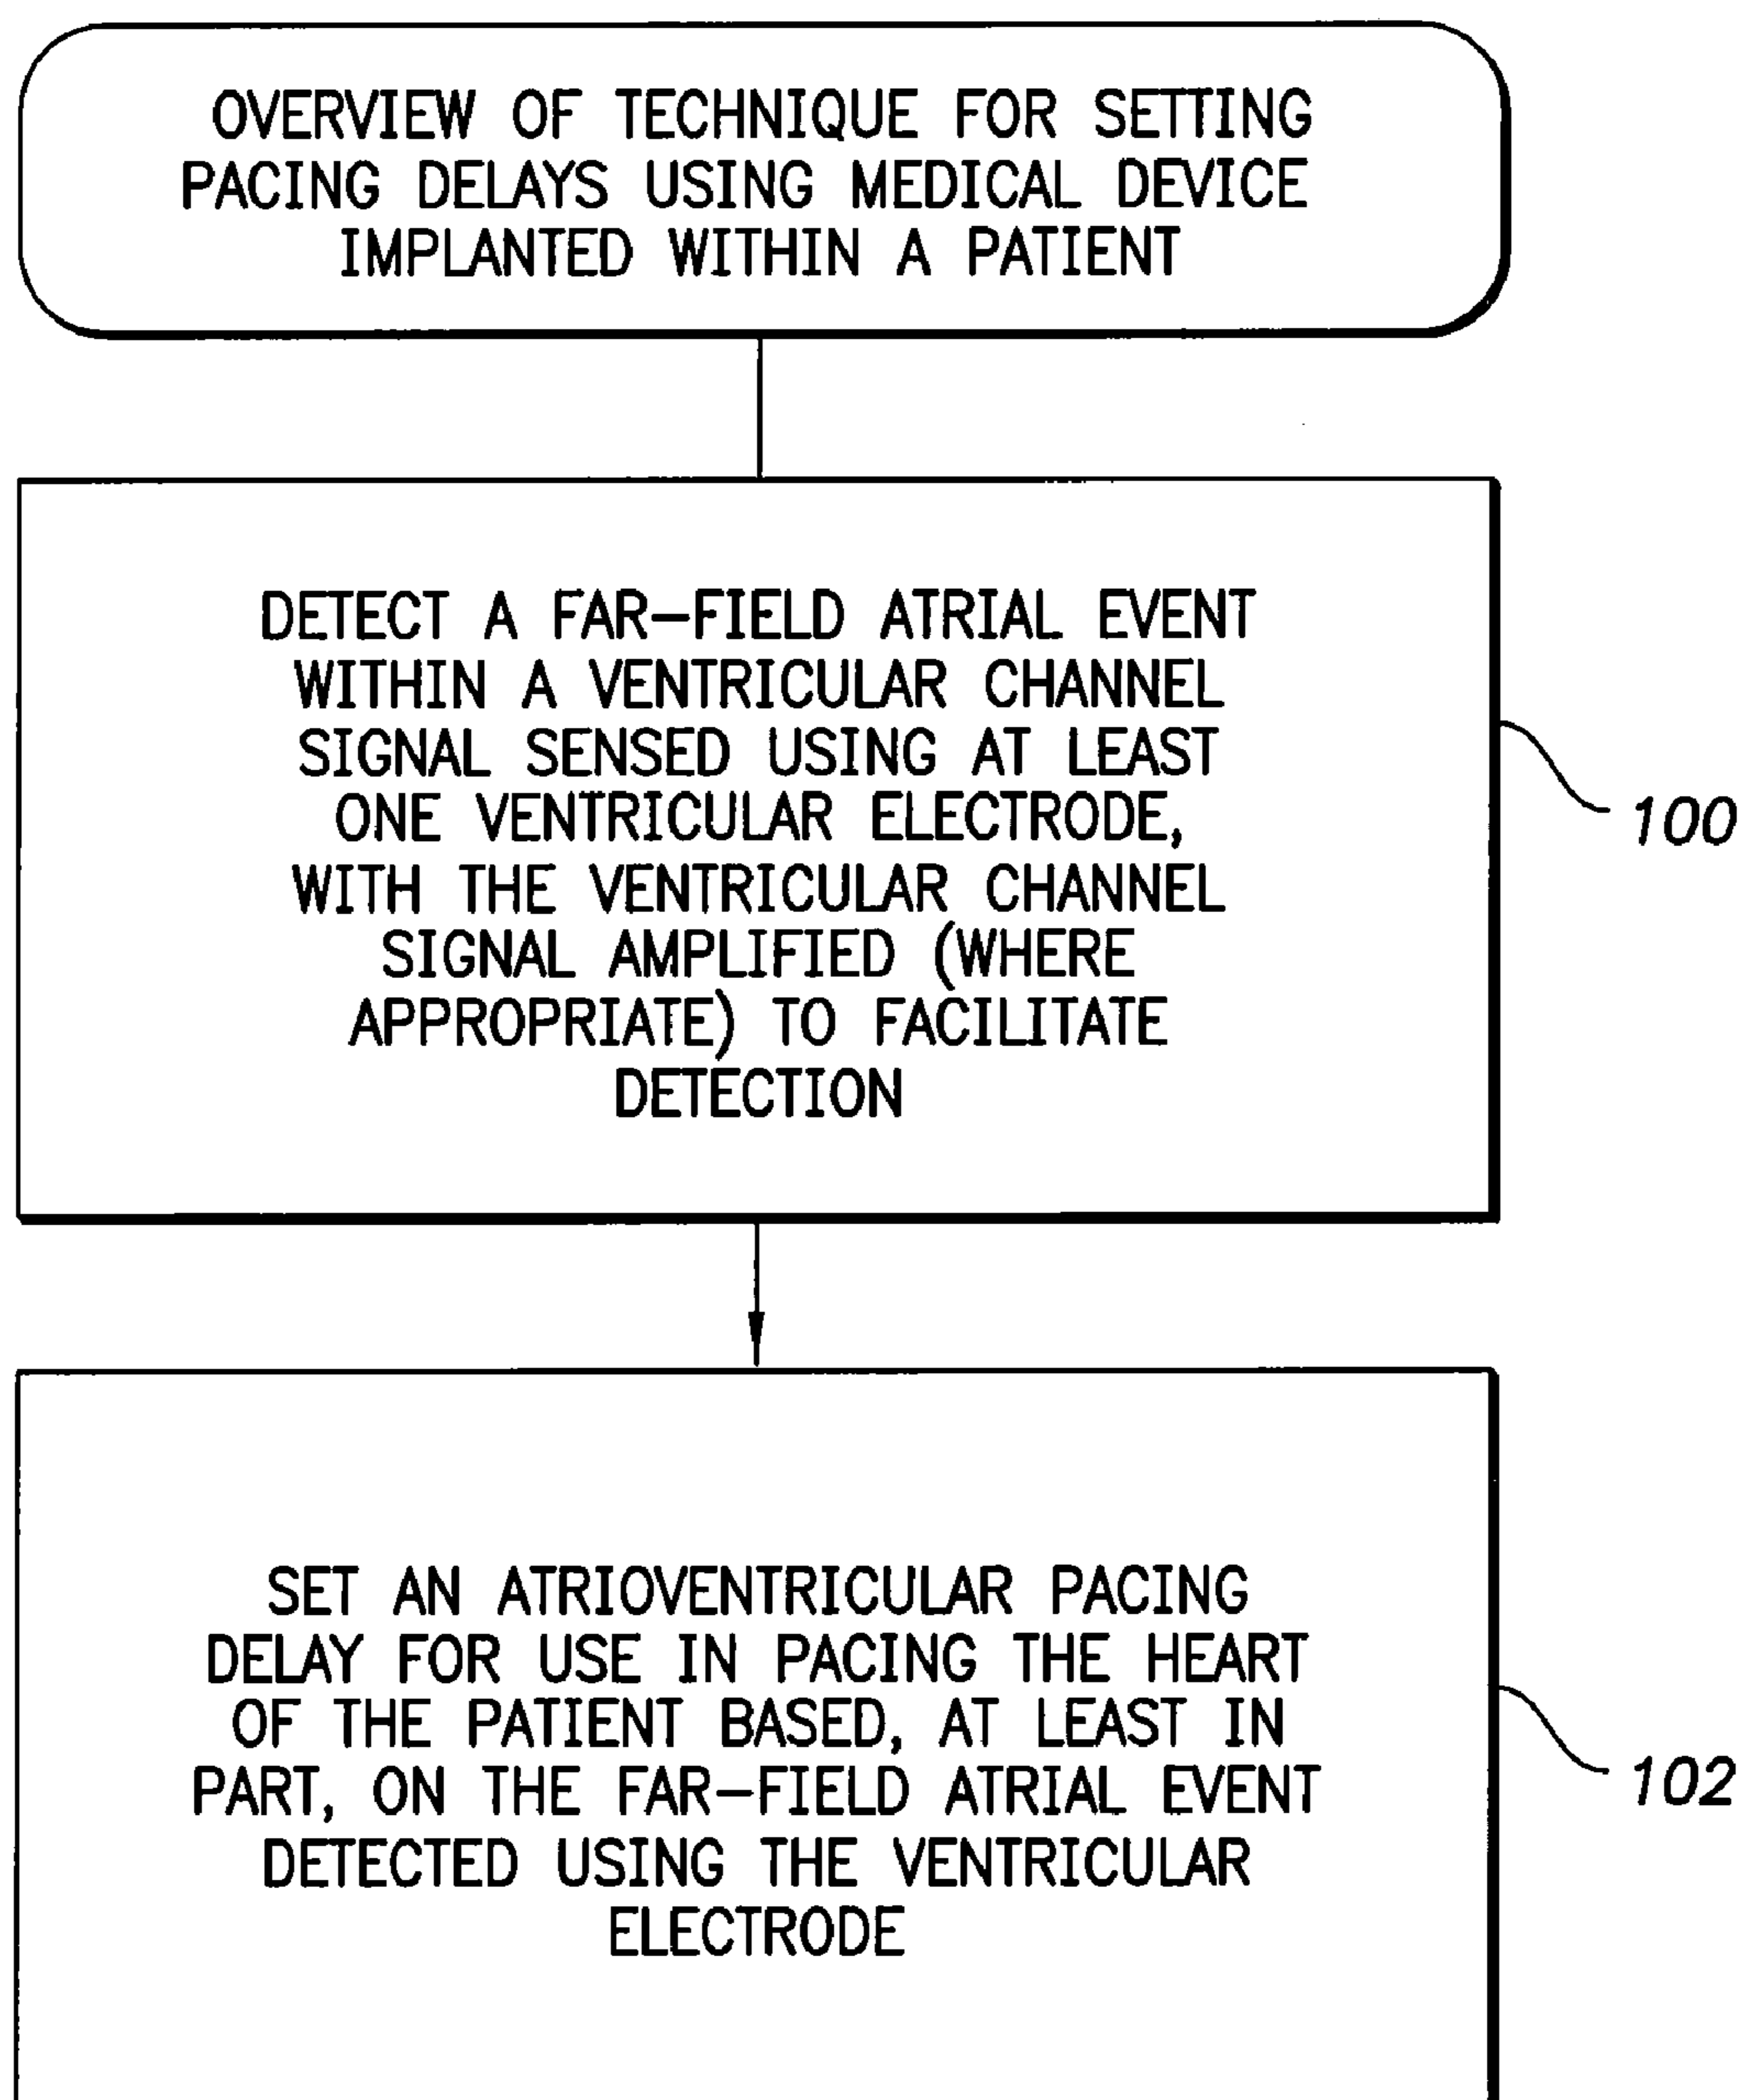 OVERVIEW OF TECHNIQUE FOR SETTING
PACING DELAYS USING MEDICAL DEVICE
IMPLANTED WITHIN A PATIENT
DETECT A FAR-FIELD ATRIAL EVENT
WITHIN A VENTRICULAR CHANNEL
SIGNAL SENSED USING AT LEAST
ONE VENTRICULAR ELECTRODE,
WITH THE VENTRICULAR CHANNEL
SIGNAL AMPLIFIED (WHERE
APPROPRIATE) TO FACILITATE
DETECTION
100
SET AN ATRIOVENTRICULAR PACING
DELAY FOR USE IN PACING THE HEART
OF THE PATIENT BASED, AT LEAST IN
PART, ON THE FAR-FIELD ATRIAL EVENT
DETECTED USING THE VENTRICULAR
ELECTRODE
102